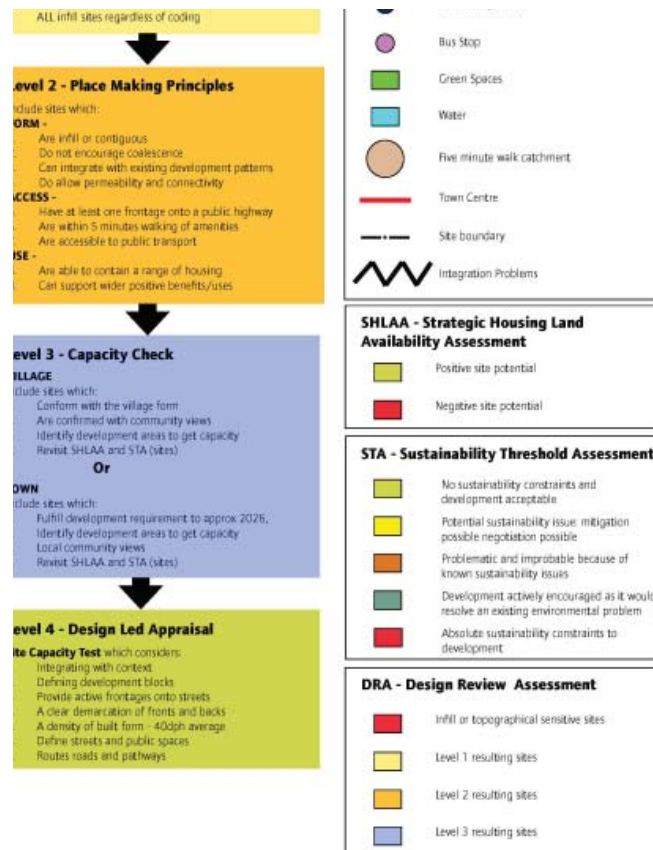 ALL infill sites regardless of coding
evel 2 - Place Making Principles
clude sites which:
ORM -
Are infill or contiguous
Do not encourage coalescence
Can integrate with existing development patterns
Do allow permeability and connectivity
ACCESS -
Have at least one frontage onto a public highway
Are within 5 minutes walking of amenities
Are accessible to public transport
USE -
Are able to contain a range of housing
Can support wider positive benefits/uses
evel 3 - Capacity Check
ILLAGE
clude sites which:
Conform with the village form
Are confirmed with community views
Identify development areas to get capacity
Revisit SHLAA and STA (sites)
Or
OWN
clude sites which:
Fulfill development requirement to approx 2026,
Identify development areas to get capacity
Local community views
Revisit SHLAA and STA (sites)
evel 4 - Design Led Appraisal
ite Capacity Test which considers:
Integrating with context
Defining development blocks
Provide active frontages onto streets
A clear demarcation of fronts and backs
A density of built form - 40dph average
Define streets and public spaces
Routes roads and pathways
Bus Stop
Green Spaces
Water
Five minute walk catchment
Town Centre
Site boundary
Integration Problems
SHLAA - Strategic Housing Land
Availability Assessment
Positive site potential
Negative site potential
STA - Sustainability Threshold Assessment
No sustainability constraints and
development acceptable
Potential sustainability issue: mitigation
possible negotiation possible
Problematic and improbable because of
known sustainability issues
Development actively encouraged as it would
resolve an existing environmental problem
Absolute sustainability constraints to
development
DRA - Design Review Assessment
Infill or topographical sensitive sites
Level 1 resulting sites
Level 2 resulting sites
Level 3 resulting sites